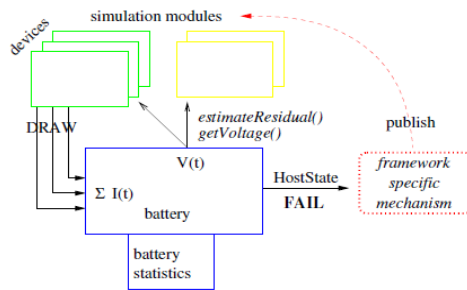 simulation modules
devices
DRAW
estimateResidual()
getVoltage()
publish
V(t)
Σ I(t)
battery
HostState
FAIL
framework
specific
mechanism
battery
statistics